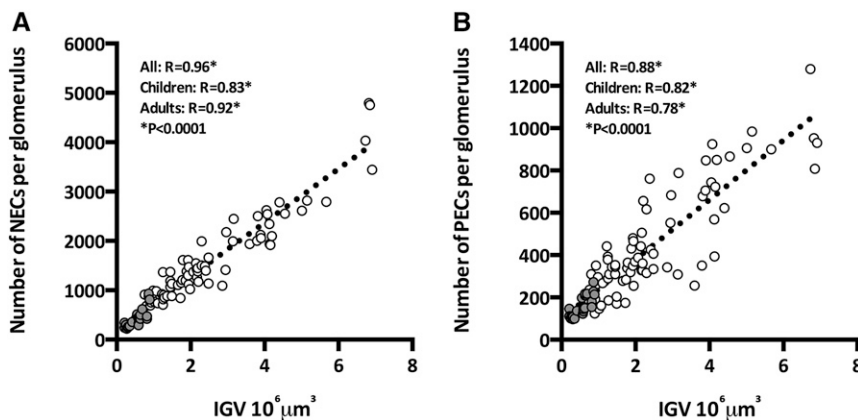 A
Number of NECs per glomerulus
6000
5000
4000
3000
2000
1000
0
All: R=0.96*
Children: R=0.83*
Adults: R=0.92*
*P<0.0001
0 2 4 6 8
IGV 10⁶μm³
B
Number of PECs per glomerulus
1400
1200
1000
800
600
400
200
0
All: R=0.88*
Children: R=0.82*
Adults: R=0.78*
*P<0.0001
0 2 4 6 8
IGV 10⁶μm³